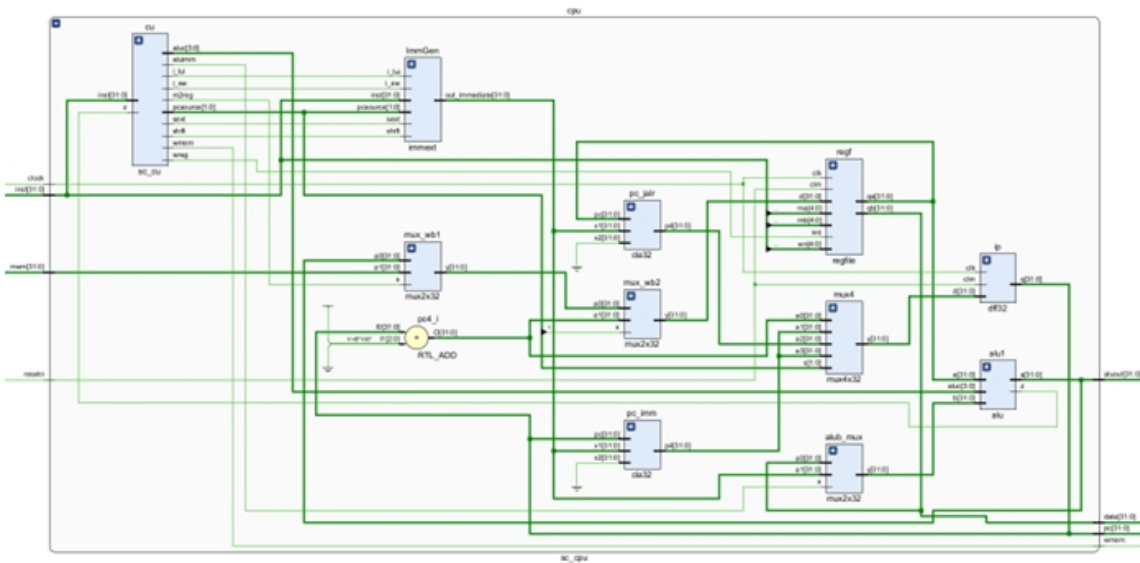 cpu
cu
aluc[3:0]
aluimm
i_lui
i_sw
m2reg
pcsource[1:0]
sext
shift
wmem
wreg
inst[31:0]
z
sc_cu
ImmGen
i_lui
i_sw
inst[31:0]
pcsource[1:0]
sext
shift
out_immediate[31:0]
immext
clock
inst[31:0]
mem[31:0]
resetn
mux_wb1
a0[31:0]
a1[31:0]
s
y[31:0]
mux2x32
pc4_i
I0[31:0]
I1[2:0]
O[31:0]
RTL_ADD
pc_jalr
pc[31:0]
x1[31:0]
x2[31:0]
p4[31:0]
cla32
mux_wb2
a0[31:0]
a1[31:0]
s
y[31:0]
mux2x32
pc_imm
pc[31:0]
x1[31:0]
x2[31:0]
p4[31:0]
cla32
regf
clk
clrn
d[31:0]
rna[4:0]
rnb[4:0]
we
wn[4:0]
qa[31:0]
qb[31:0]
regfile
mux4
a0[31:0]
a1[31:0]
a2[31:0]
a3[31:0]
s[1:0]
y[31:0]
mux4x32
alub_mux
a0[31:0]
a1[31:0]
s
y[31:0]
mux2x32
ip
clk
clrn
d[31:0]
q[31:0]
dff32
alu1
a[31:0]
aluc[3:0]
b[31:0]
s[31:0]
z
alu
aluout[31:0]
data[31:0]
pc[31:0]
wmem
sc_cpu